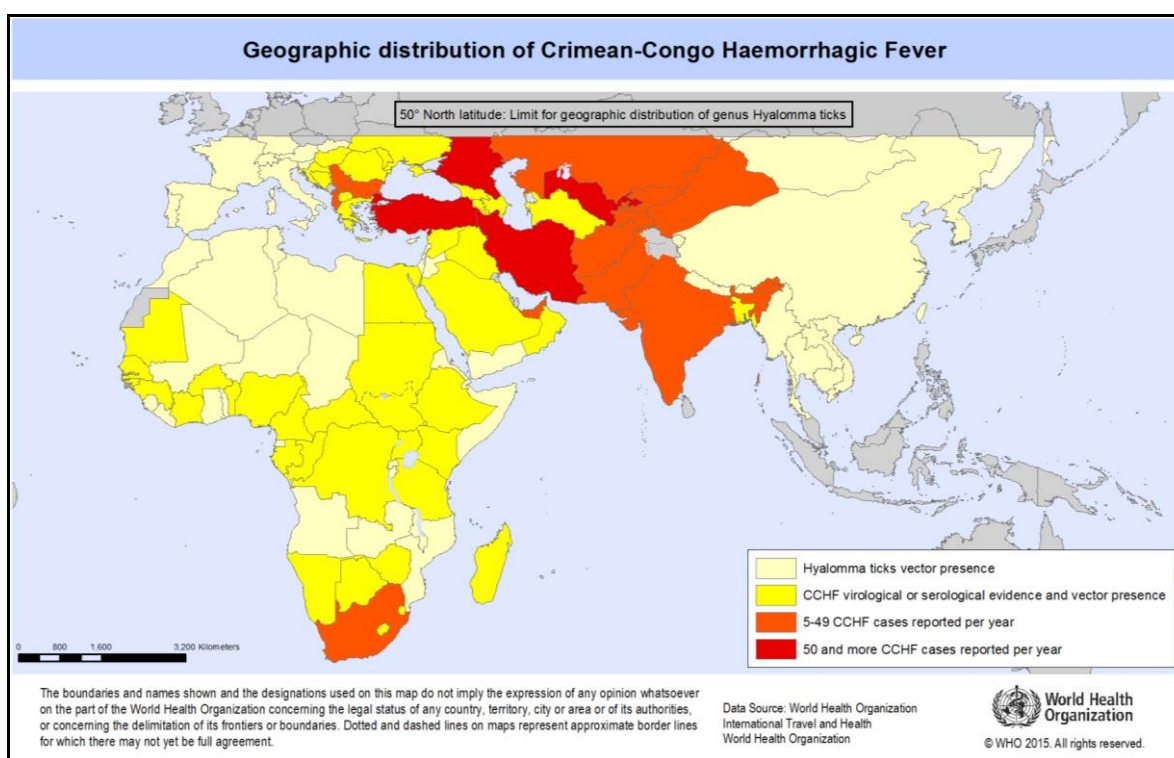 Geographic distribution of Crimean-Congo Haemorrhagic Fever
50° North latitude: Limit for geographic distribution of genus Hyalomma ticks
Hyalomma ticks vector presence
CCHF virological or serological evidence and vector presence
5-49 CCHF cases reported per year
50 and more CCHF cases reported per year
0 800 1,600 3,200 Kilometers
The boundaries and names shown and the designations used on this map do not imply the expression of any opinion whatsoever
on the part of the World Health Organization concerning the legal status of any country, territory, city or area or of its authorities,
or concerning the delimitation of its frontiers or boundaries. Dotted and dashed lines on maps represent approximate border lines
for which there may not yet be full agreement.
Data Source: World Health Organization
International Travel and Health
World Health Organization
World Health
Organization
© WHO 2015. All rights reserved.